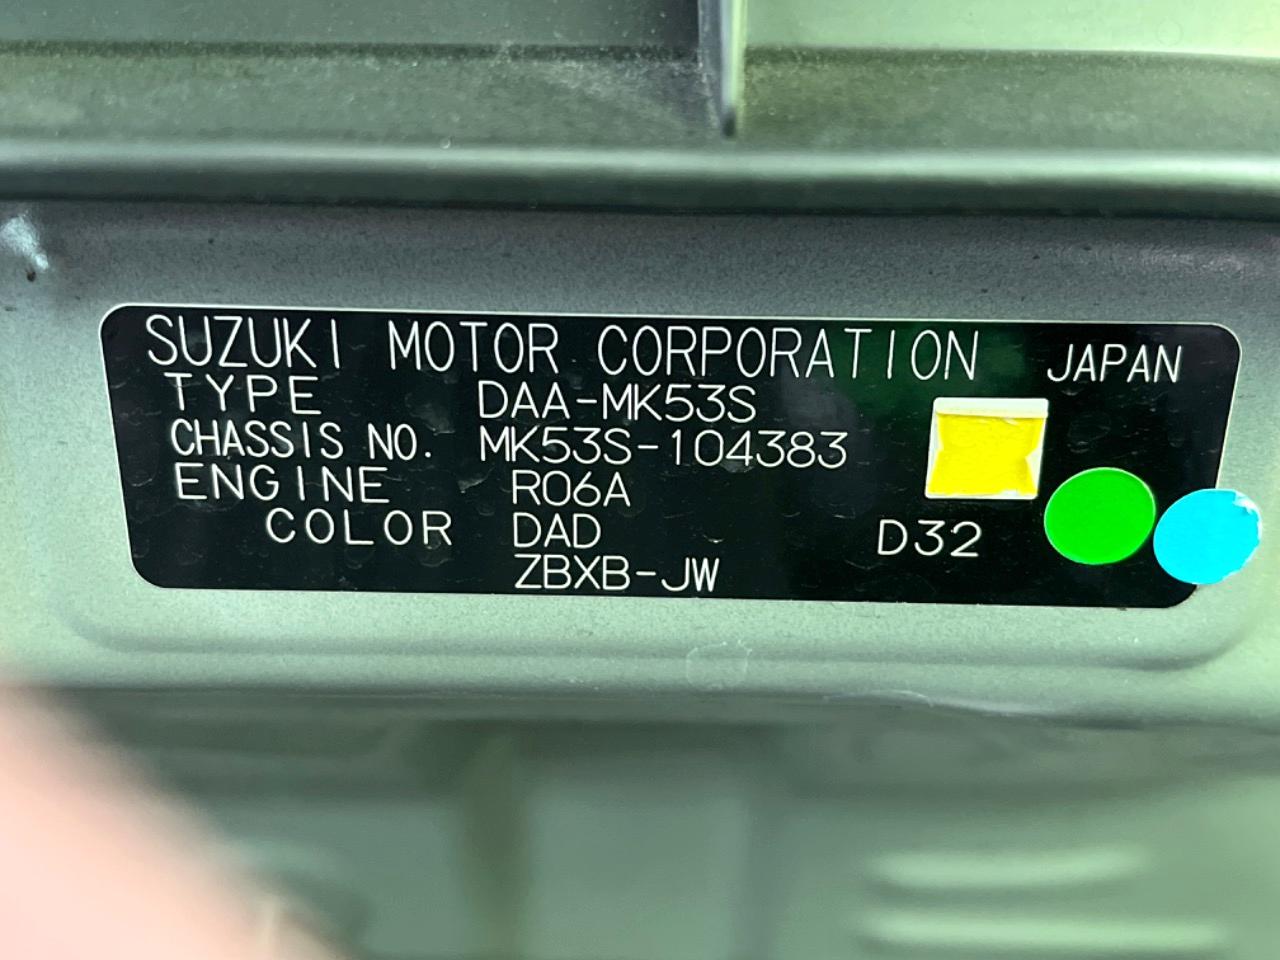 SUZUKI MOTOR CORPORATION JAPAN
TYPE DAA-MK53S
CHASSIS NO. MK53S-104383
ENGINE R06A
COLOR DAD D32
ZBXB-JW